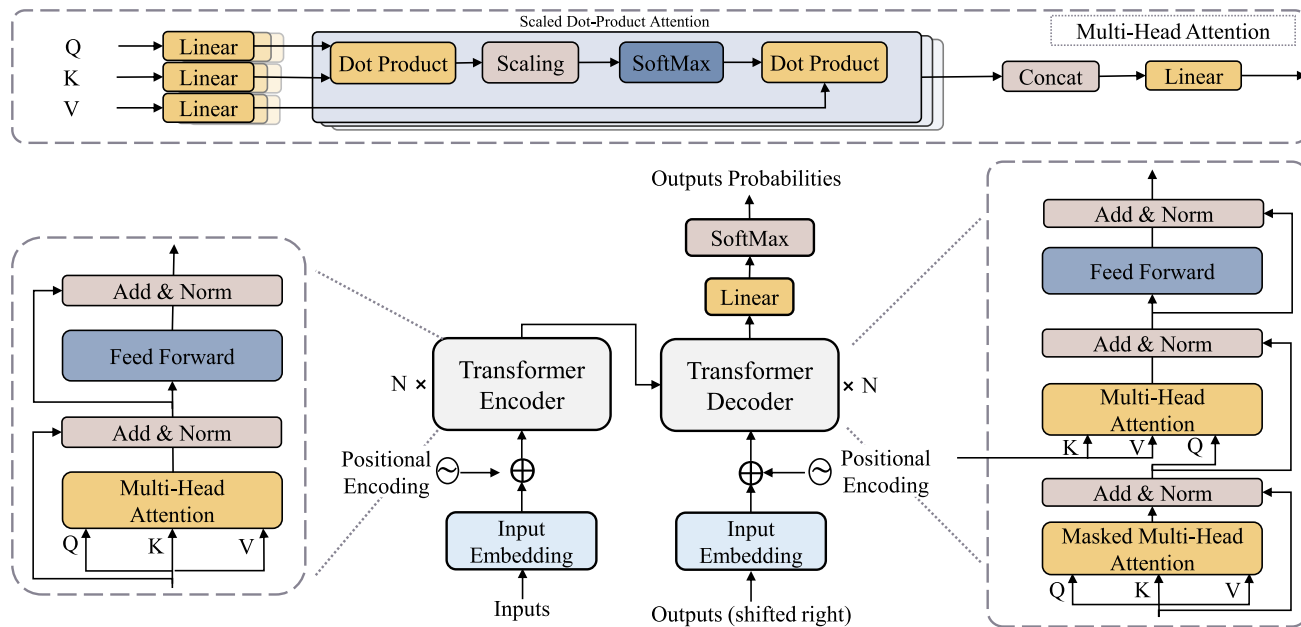 Scaled Dot-Product Attention
Multi-Head Attention
Q
K
V
Linear
Linear
Linear
Dot Product
Scaling
SoftMax
Dot Product
Concat
Linear
Add & Norm
Feed Forward
Add & Norm
Multi-Head
Attention
Q
K
V
Outputs Probabilities
SoftMax
Linear
N ×
Transformer
Encoder
Transformer
Decoder
× N
Positional
Encoding
Positional
Encoding
Input
Embedding
Input
Embedding
Inputs
Outputs (shifted right)
Add & Norm
Feed Forward
Add & Norm
Multi-Head
Attention
K
V
Q
Add & Norm
Masked Multi-Head
Attention
Q
K
V